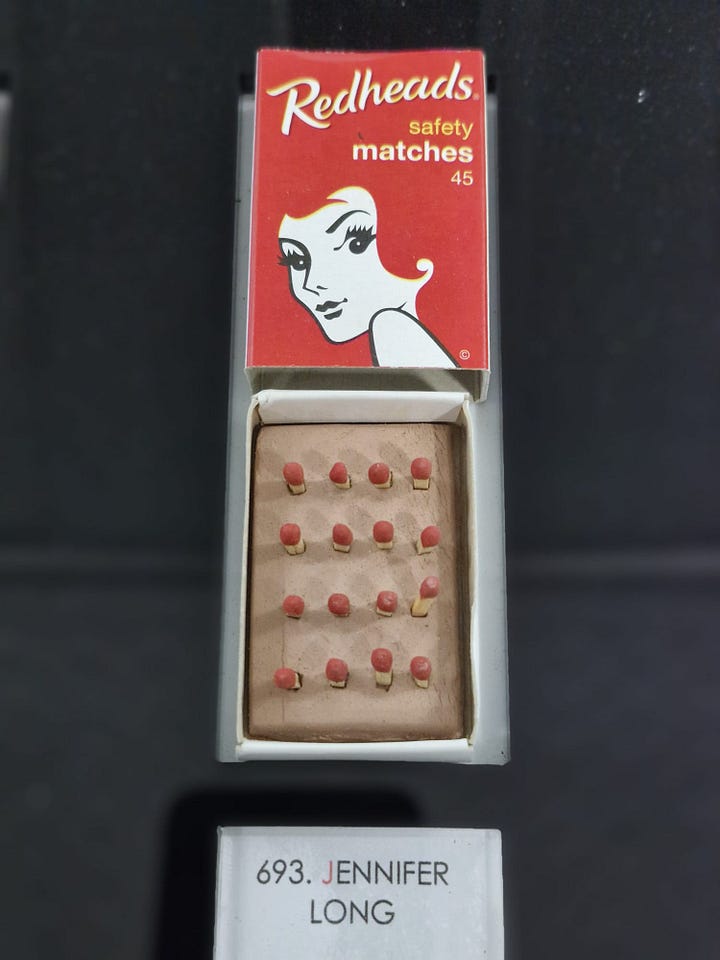 Redheads®
safety
matches
45
©
693. JENNIFER
LONG